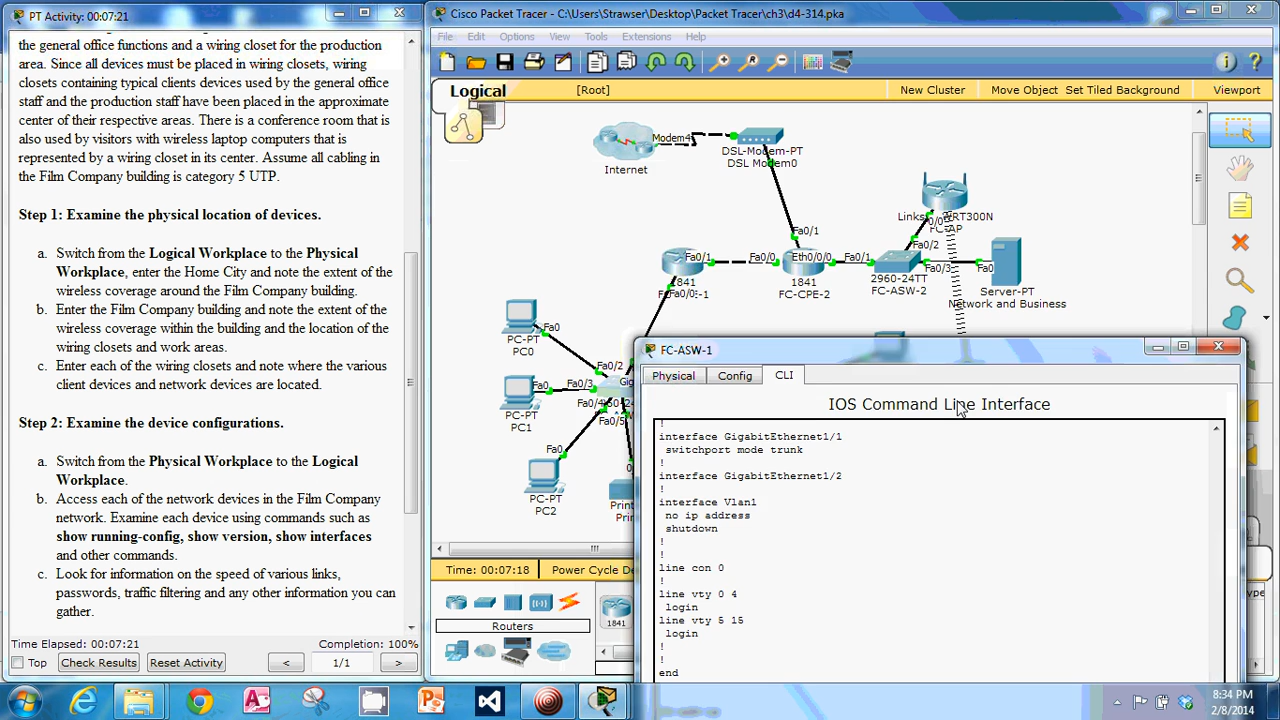 PT Activity: 00:07:21
the general office functions and a wiring closet for the production
area. Since all devices must be placed in wiring closets, wiring
closets containing typical clients devices used by the general office
staff and the production staff have been placed in the approximate
center of their respective areas. There is a conference room that is
also used by visitors with wireless laptop computers that is
represented by a wiring closet in its center. Assume all cabling in
the Film Company building is category 5 UTP.
Step 1: Examine the physical location of devices.
a. Switch from the Logical Workplace to the Physical
Workplace, enter the Home City and note the extent of the
wireless coverage around the Film Company building.
b. Enter the Film Company building and note the extent of the
wireless coverage within the building and the location of the
wiring closets and work areas.
c. Enter each of the wiring closets and note where the various
client devices and network devices are located.
Step 2: Examine the device configurations.
a. Switch from the Physical Workplace to the Logical
Workplace.
b. Access each of the network devices in the Film Company
network. Examine each device using commands such as
show running-config, show version, show interfaces
and other commands.
c. Look for information on the speed of various links,
passwords, traffic filtering and any other information you can
gather.
Time Elapsed: 00:07:21
Completion: 100%
Top
Check Results
Reset Activity
<
1/1
>
Cisco Packet Tracer - C:\Users\Strawser\Desktop\Packet Tracer\ch3\d4-314.pka
File Edit Options View Tools Extensions Help
Logical
[Root]
New Cluster
Move Object
Set Tiled Background
Viewport
Internet
Modem4
DSL-Modem-PT
DSL Modem0
Fa0/1
Fa0/1
Fa0/0
1841
Fa0/0
Eth0/0/0
1841
FC-CPE-2
Fa0/1
2960-24TT
FC-ASW-2
Fa0/2
Fa0/3
Fa0
Server-PT
Network and Business
Fa0
PC-PT
PC0
Fa0/2
Fa0
PC-PT
PC1
Fa0/3
Fa0/4
Fa0/5
Fa0
PC-PT
PC2
Time: 00:07:18
Routers
1841
FC-ASW-1
Physical
Config
CLI
IOS Command Line Interface
!
interface GigabitEthernet1/1
switchport mode trunk
!
interface GigabitEthernet1/2
!
interface Vlan1
no ip address
shutdown
!
!
line con 0
!
line vty 0 4
login
line vty 5 15
login
!
!
end
8:34 PM
2/8/2014